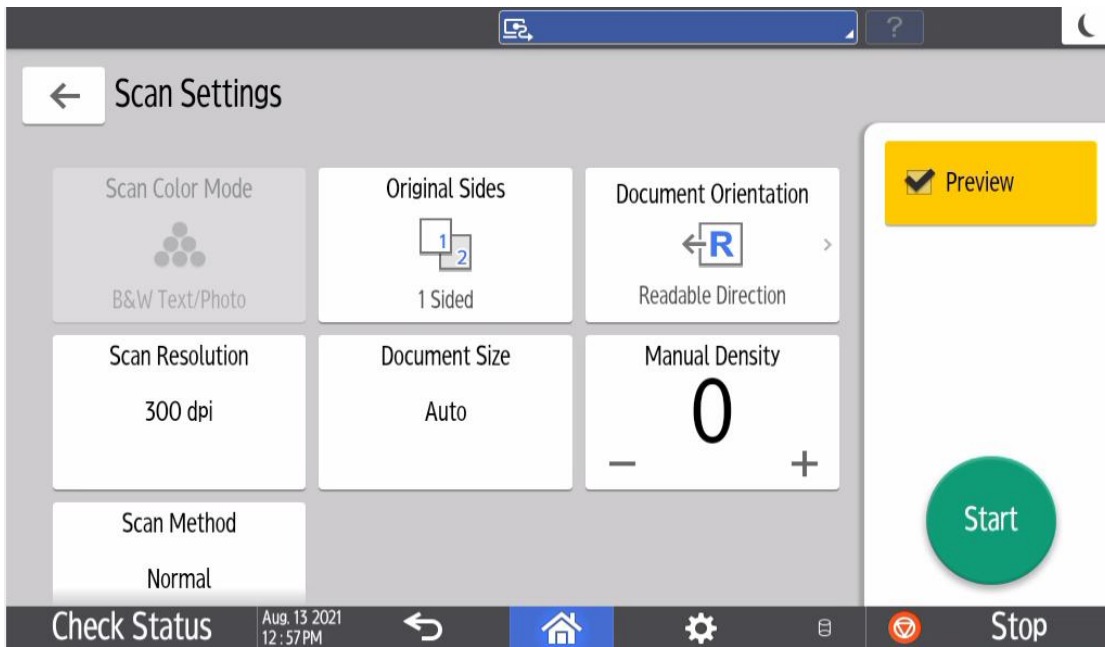 ?
Scan Settings
Scan Color Mode
B&W Text/Photo
Original Sides
1
2
1 Sided
Document Orientation
R
Readable Direction
Preview
Scan Resolution
300 dpi
Document Size
Auto
Manual Density
0
− +
Scan Method
Normal
Start
Check Status
Aug. 13 2021
12 : 57 PM
Stop